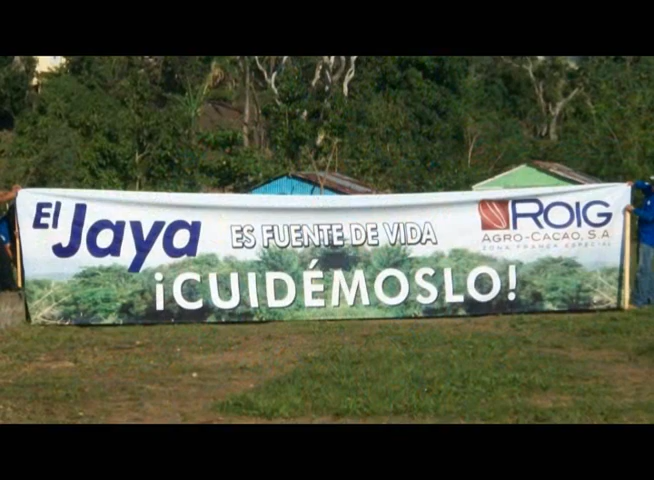 El Jaya ES FUENTE DE VIDA
¡CUIDÉMOSLO!
ROIG
AGRO-CACAO, S.A.
ZONA FRANCA ESPECIAL